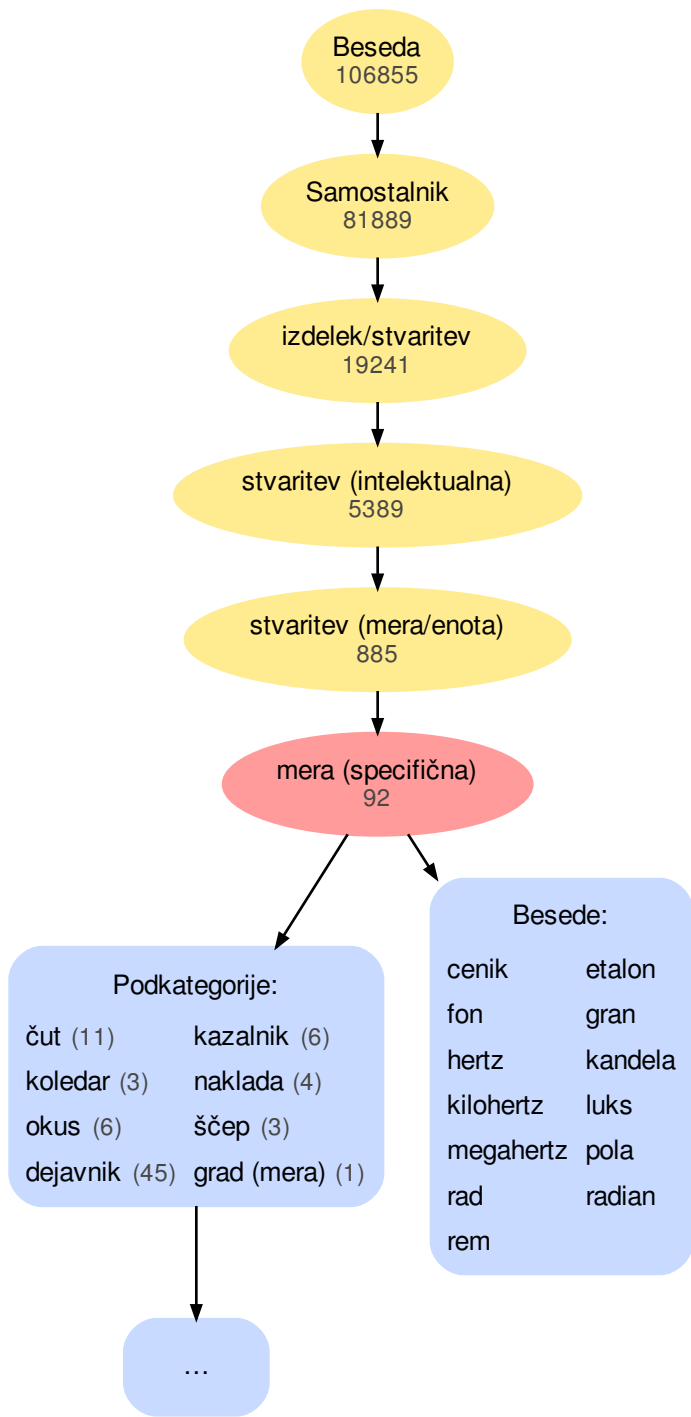 Beseda
106855
Samostalnik
81889
izdelek/stvaritev
19241
stvaritev (intelektualna)
5389
stvaritev (mera/enota)
885
mera (specifična)
92
Podkategorije:
čut (11) kazalnik (6)
koledar (3) naklada (4)
okus (6) ščep (3)
dejavnik (45) grad (mera) (1)
Besede:
cenik etalon
fon gran
hertz kandela
kilohertz luks
megahertz pola
rad radian
rem
...